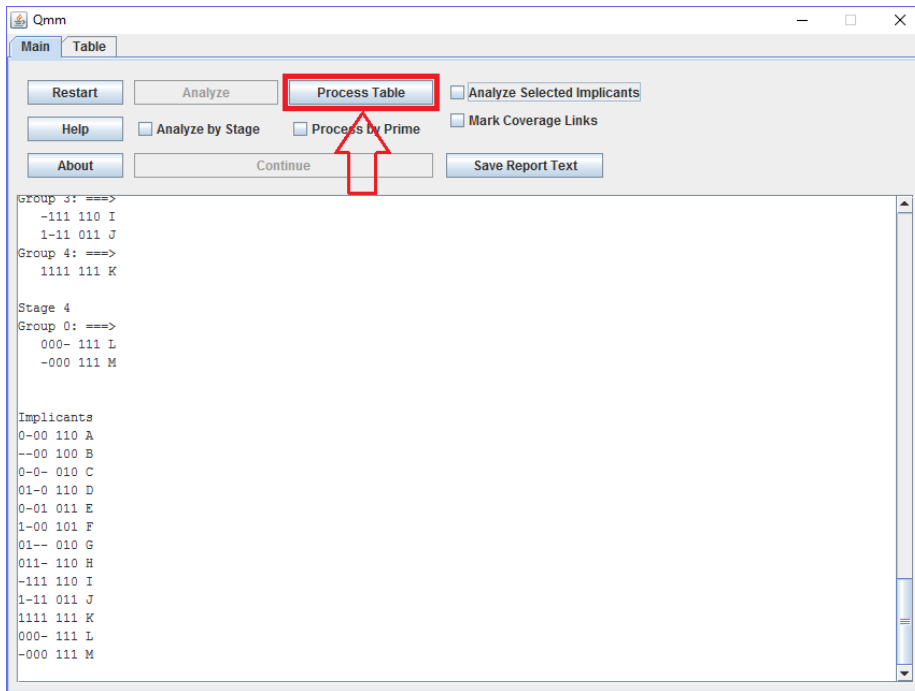 Qmm
Main Table
Restart Analyze Process Table Analyze Selected Implicants
Help Analyze by Stage Process by Prime Mark Coverage Links
About Continue Save Report Text
Group 3: ===>
-111 110 I
1-11 011 J
Group 4: ===>
1111 111 K
Stage 4
Group 0: ===>
000- 111 L
-000 111 M
Implicants
0-00 110 A
--00 100 B
0-0- 010 C
01-0 110 D
0-01 011 E
1-00 101 F
01-- 010 G
011- 110 H
-111 110 I
1-11 011 J
1111 111 K
000- 111 L
-000 111 M